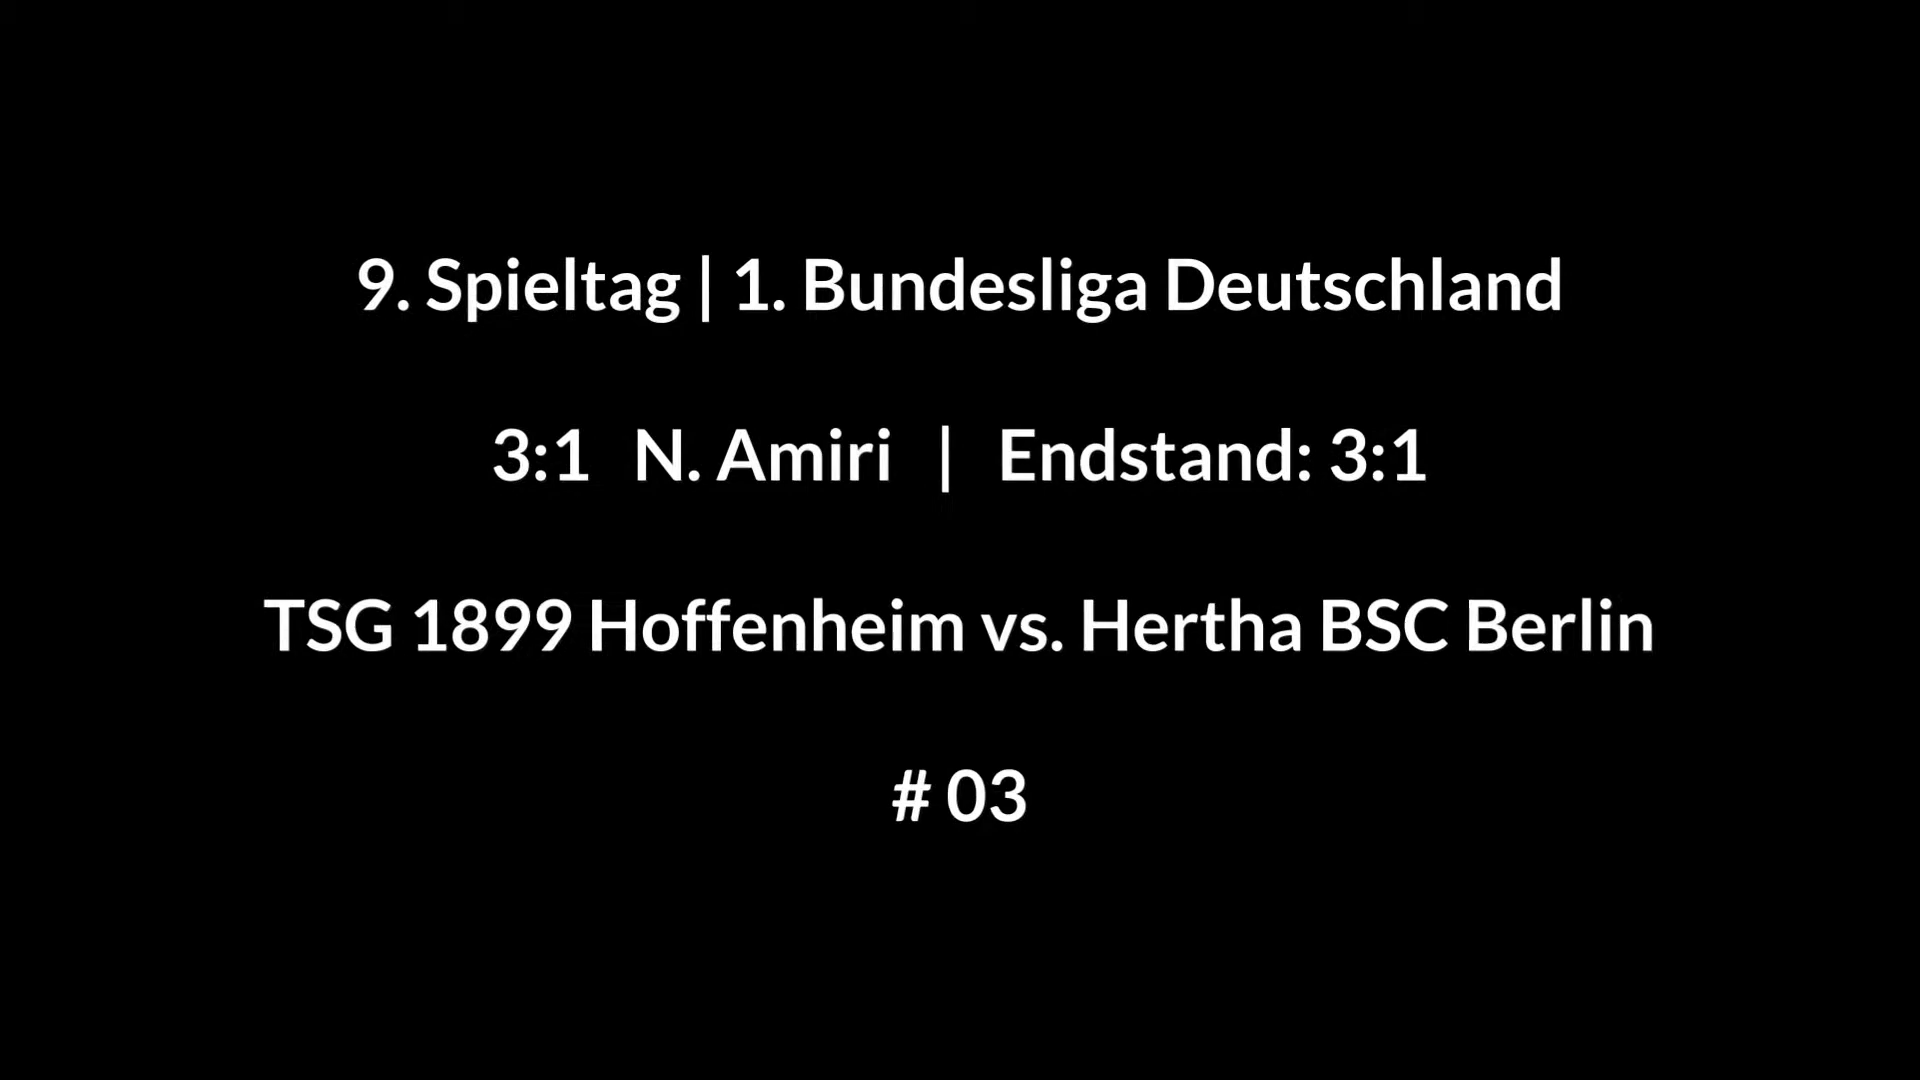 9. Spieltag | 1. Bundesliga Deutschland
3:1 N. Amiri | Endstand: 3:1
TSG 1899 Hoffenheim vs. Hertha BSC Berlin
# 03